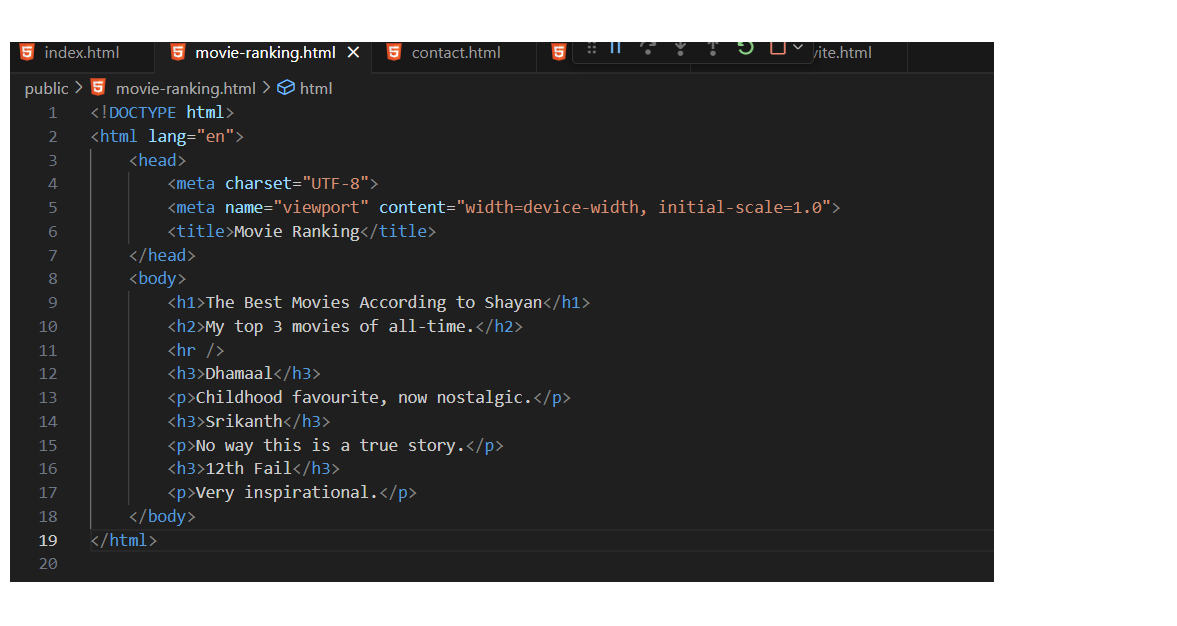 index.html movie-ranking.html contact.html vite.html
public > movie-ranking.html > html
1 <!DOCTYPE html>
2 <html lang="en">
3 <head>
4 <meta charset="UTF-8">
5 <meta name="viewport" content="width=device-width, initial-scale=1.0">
6 <title>Movie Ranking</title>
7 </head>
8 <body>
9 <h1>The Best Movies According to Shayan</h1>
10 <h2>My top 3 movies of all-time.</h2>
11 <hr />
12 <h3>Dhamaal</h3>
13 <p>Childhood favourite, now nostalgic.</p>
14 <h3>Srikanth</h3>
15 <p>No way this is a true story.</p>
16 <h3>12th Fail</h3>
17 <p>Very inspirational.</p>
18 </body>
19 </html>
20